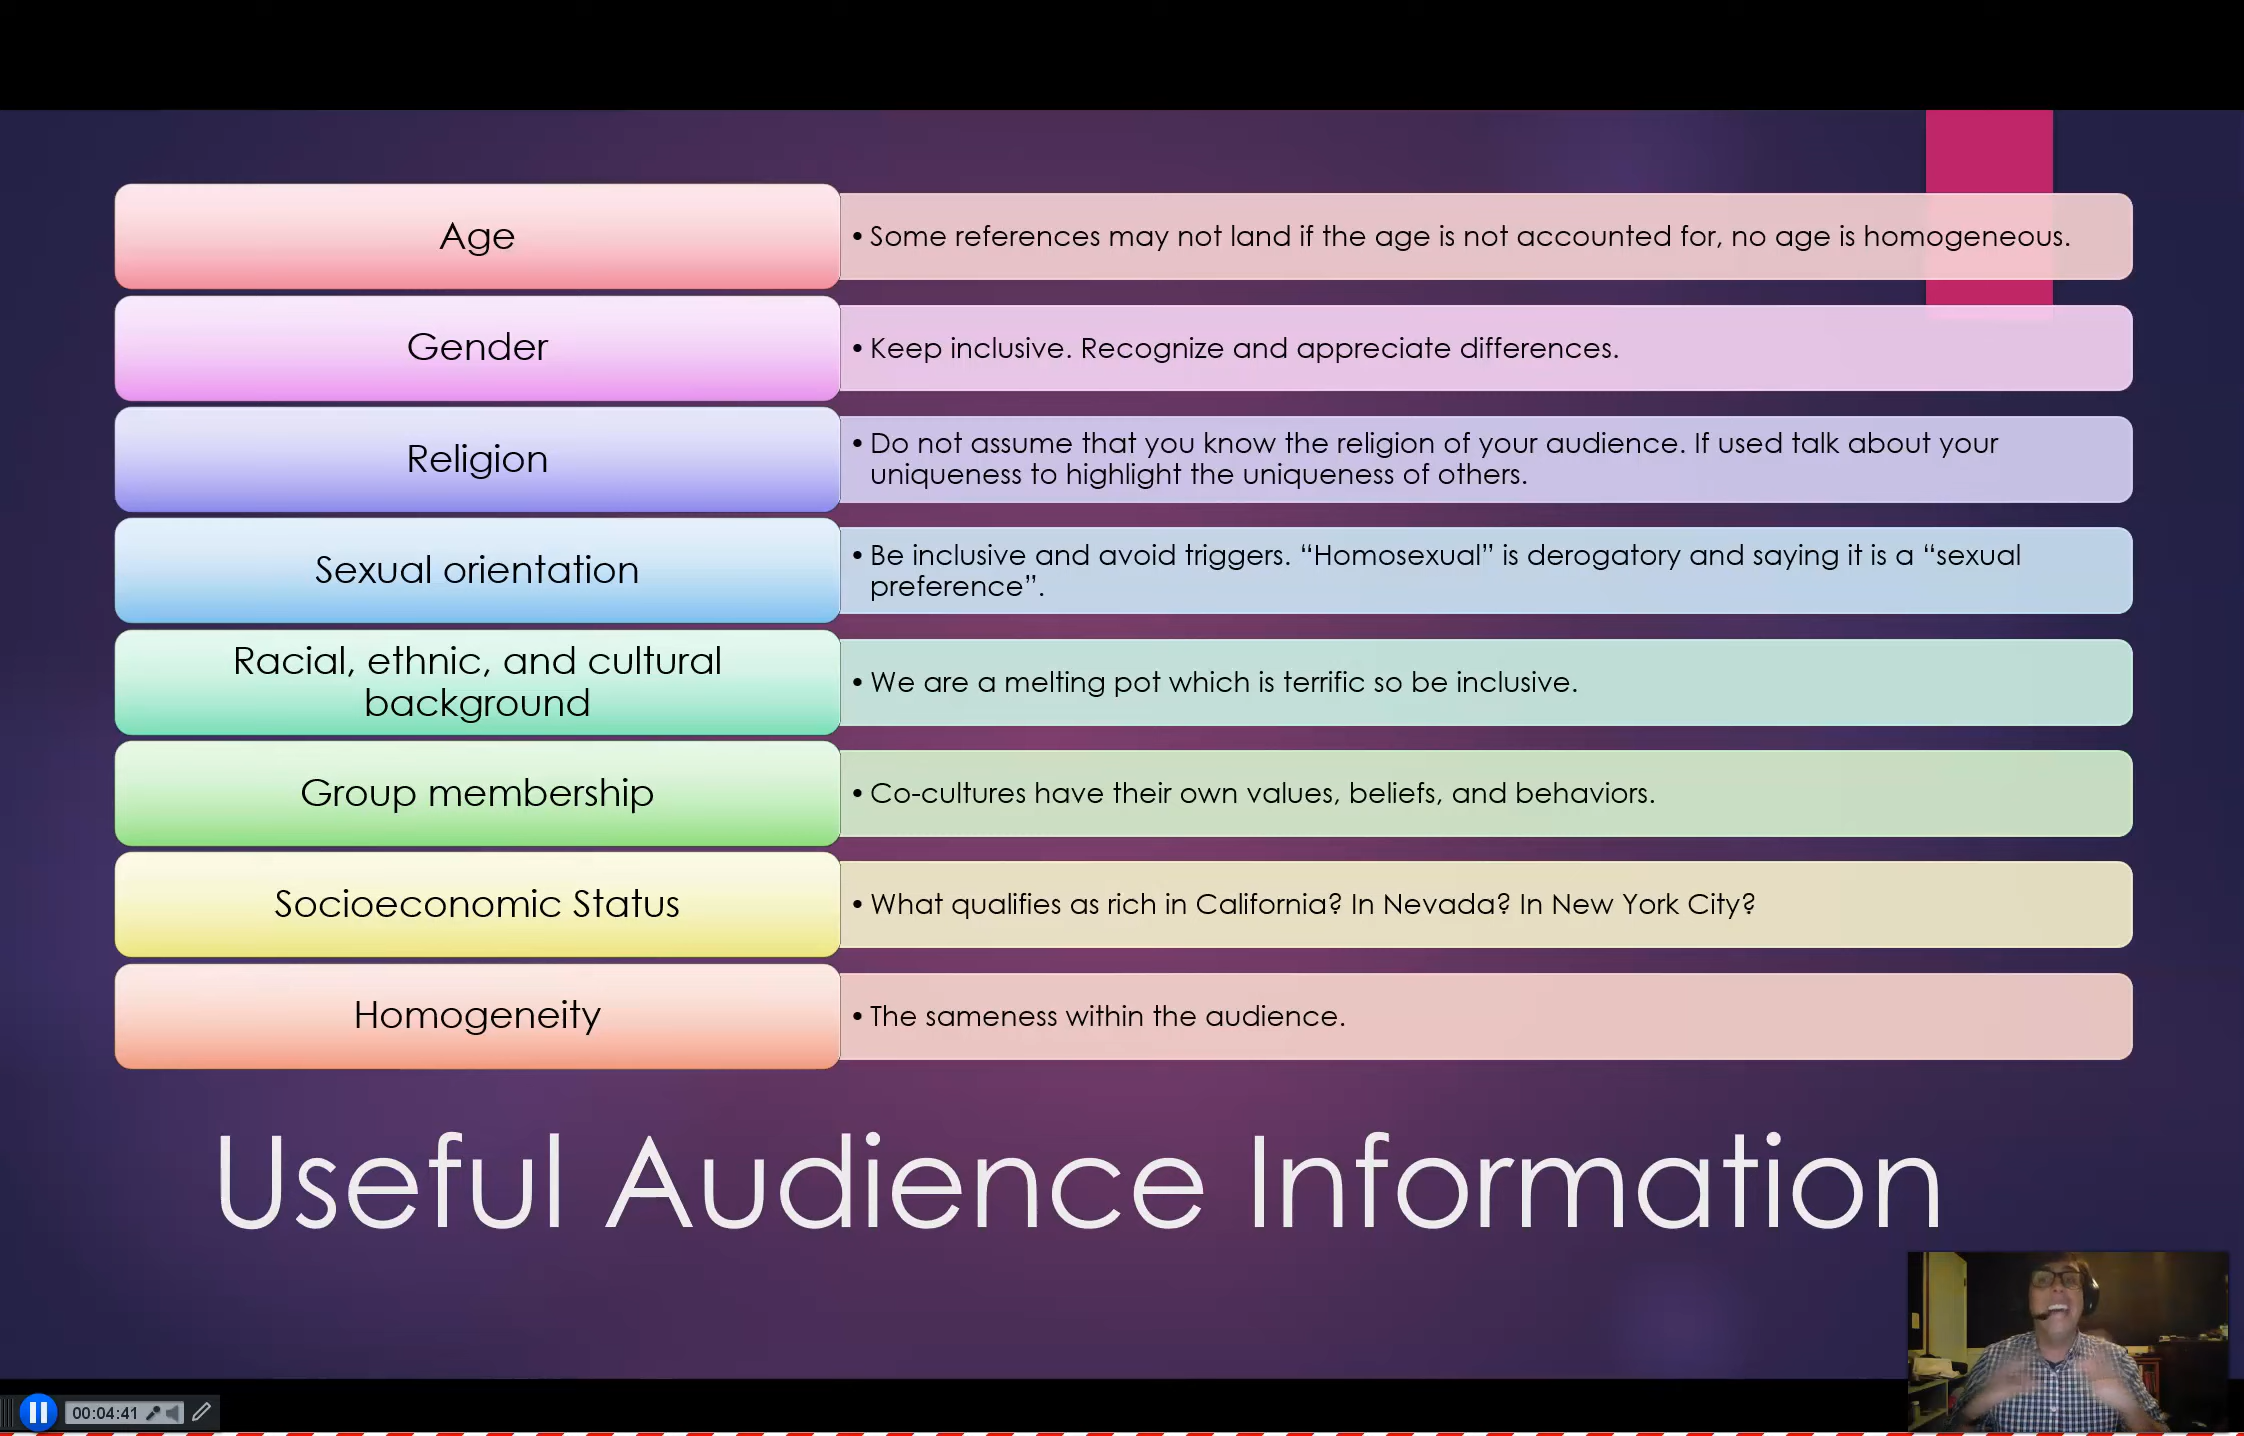 Age
• Some references may not land if the age is not accounted for, no age is homogeneous.
Gender
• Keep inclusive. Recognize and appreciate differences.
Religion
• Do not assume that you know the religion of your audience. If used talk about your
uniqueness to highlight the uniqueness of others.
Sexual orientation
• Be inclusive and avoid triggers. “Homosexual” is derogatory and saying it is a “sexual
preference”.
Racial, ethnic, and cultural
background
• We are a melting pot which is terrific so be inclusive.
Group membership
• Co-cultures have their own values, beliefs, and behaviors.
Socioeconomic Status
• What qualifies as rich in California? In Nevada? In New York City?
Homogeneity
• The sameness within the audience.
Useful Audience Information
00:04:41